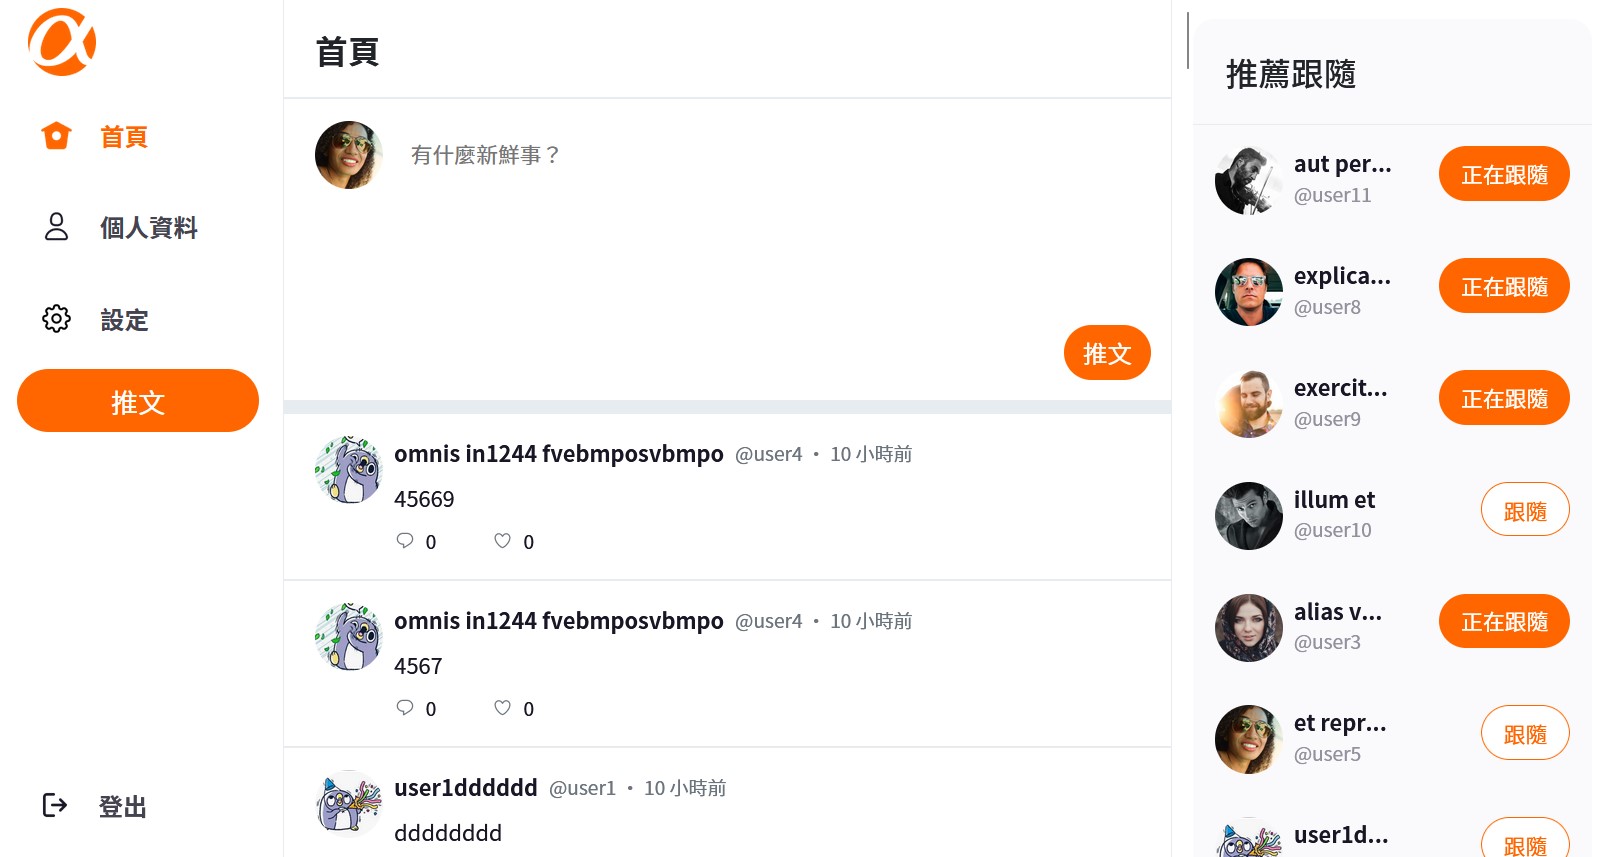 首頁
個人資料
設定
推文
登出
首頁
有什麼新鮮事？
推文
omnis in1244 fvebmposvbmpo @user4 · 10 小時前
45669
0 0
omnis in1244 fvebmposvbmpo @user4 · 10 小時前
4567
0 0
user1dddddd @user1 · 10 小時前
dddddddd
推薦跟隨
aut per...
@user11
正在跟隨
explica...
@user8
正在跟隨
exercit...
@user9
正在跟隨
illum et
@user10
跟隨
alias v...
@user3
正在跟隨
et repr...
@user5
跟隨
user1d...
跟隨